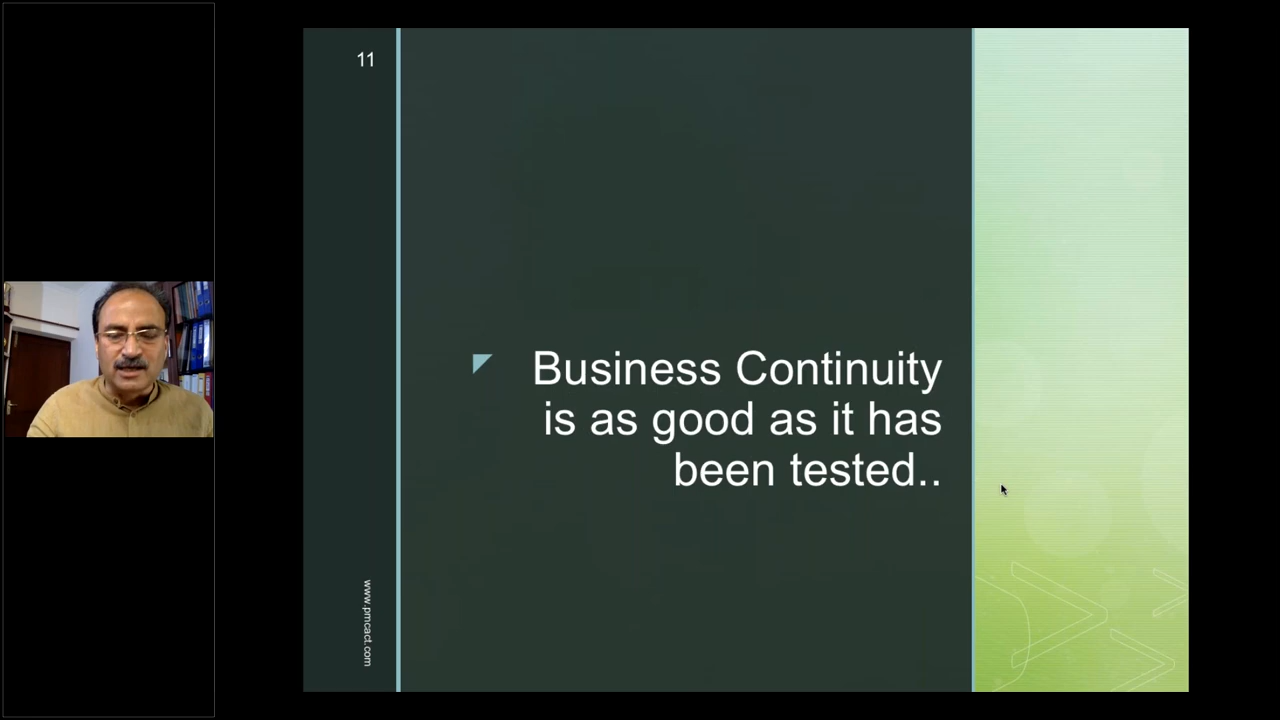 11
Business Continuity
is as good as it has
been tested..
www.pmcact.com